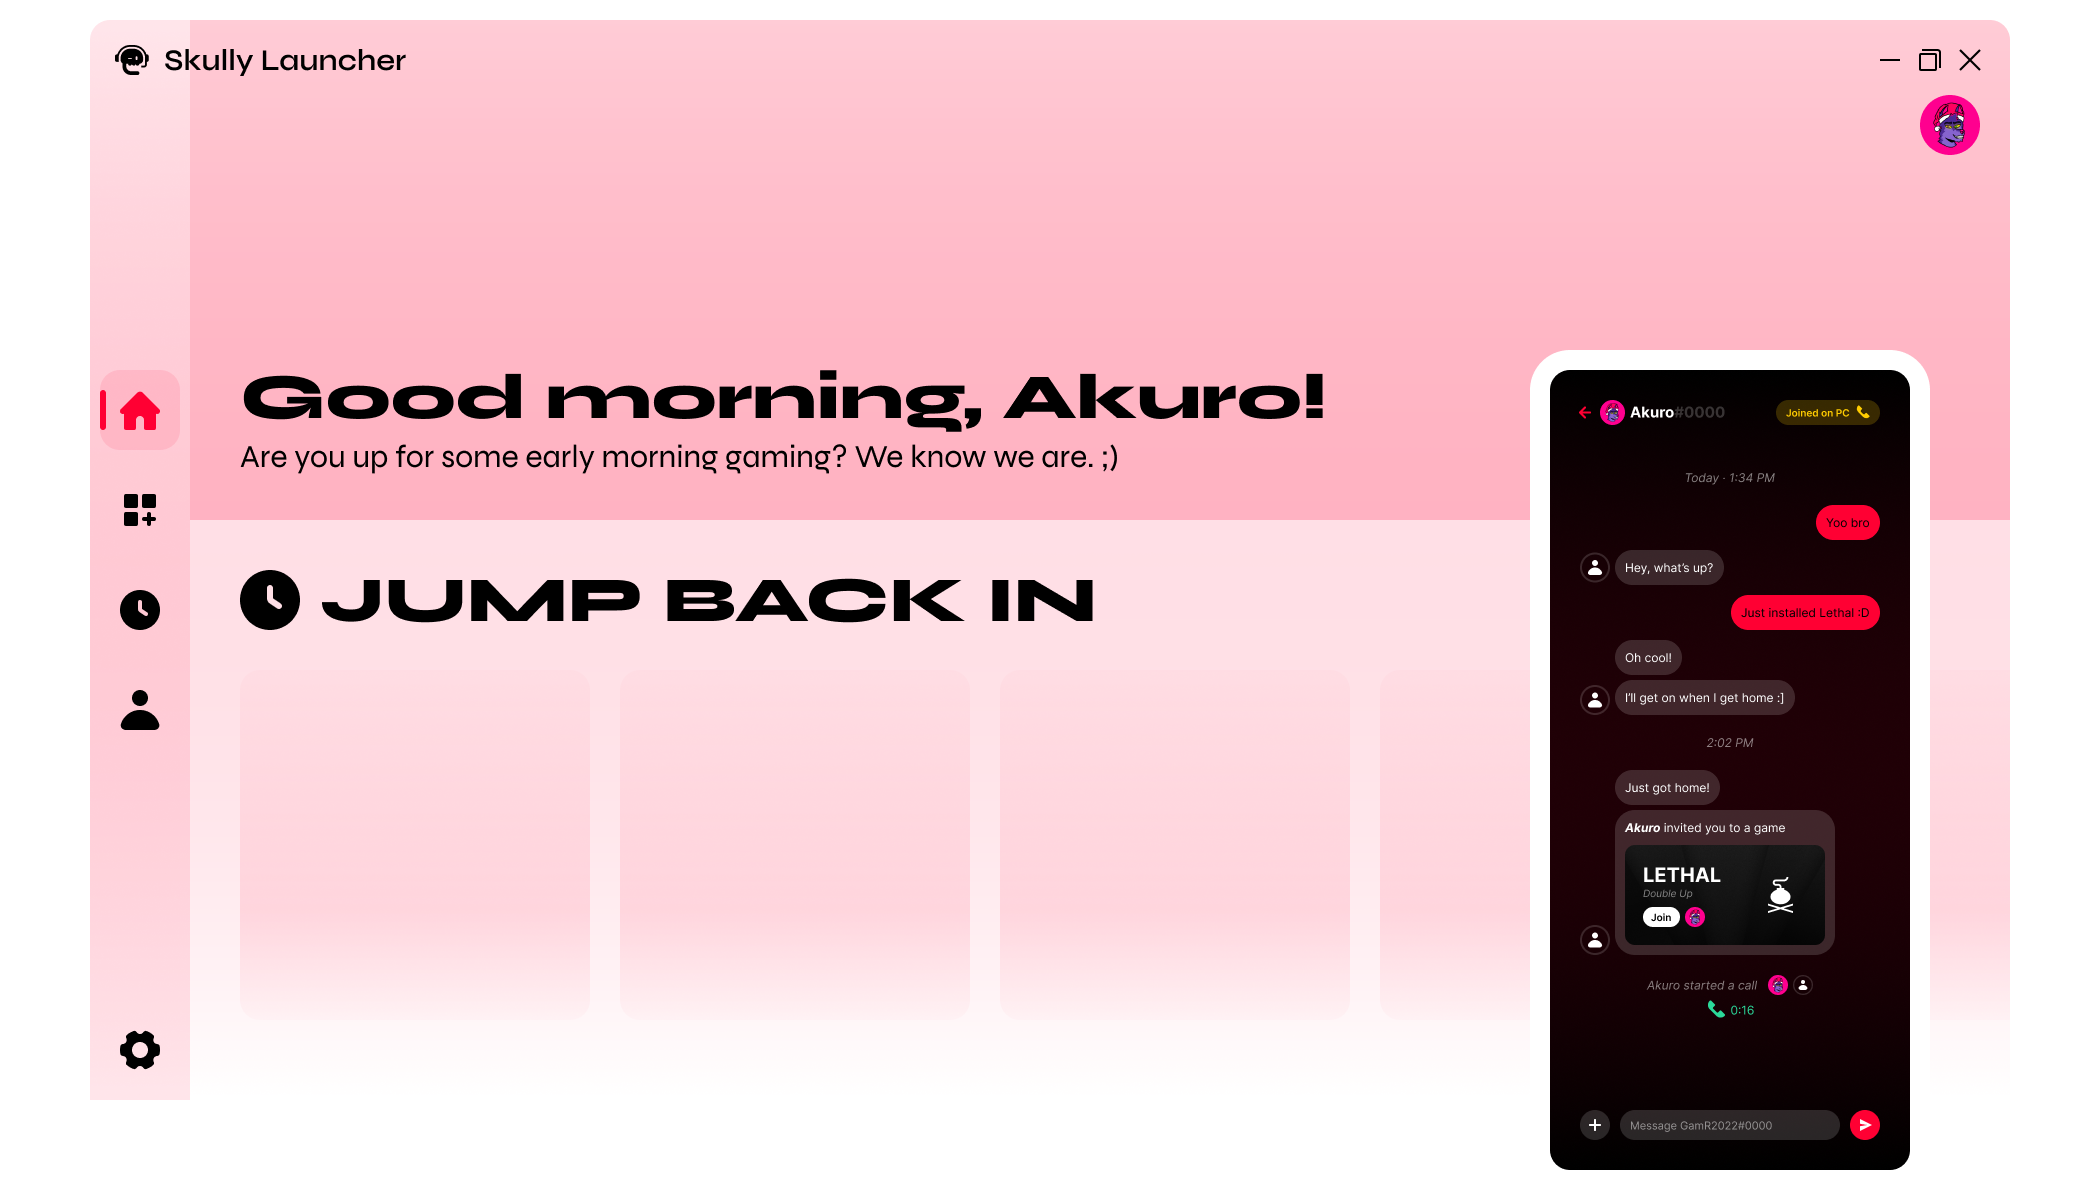 Skully Launcher
Good morning, Akuro!
Are you up for some early morning gaming? We know we are. ;)
JUMP BACK IN
Akuro#0000
Joined on PC
Today · 1:34 PM
Yoo bro
Hey, what's up?
Just installed Lethal :D
Oh cool!
I'll get on when I get home :]
2:02 PM
Just got home!
Akuro invited you to a game
LETHAL
Double Up
Join
Akuro started a call
0:16
Message GamR2022#0000